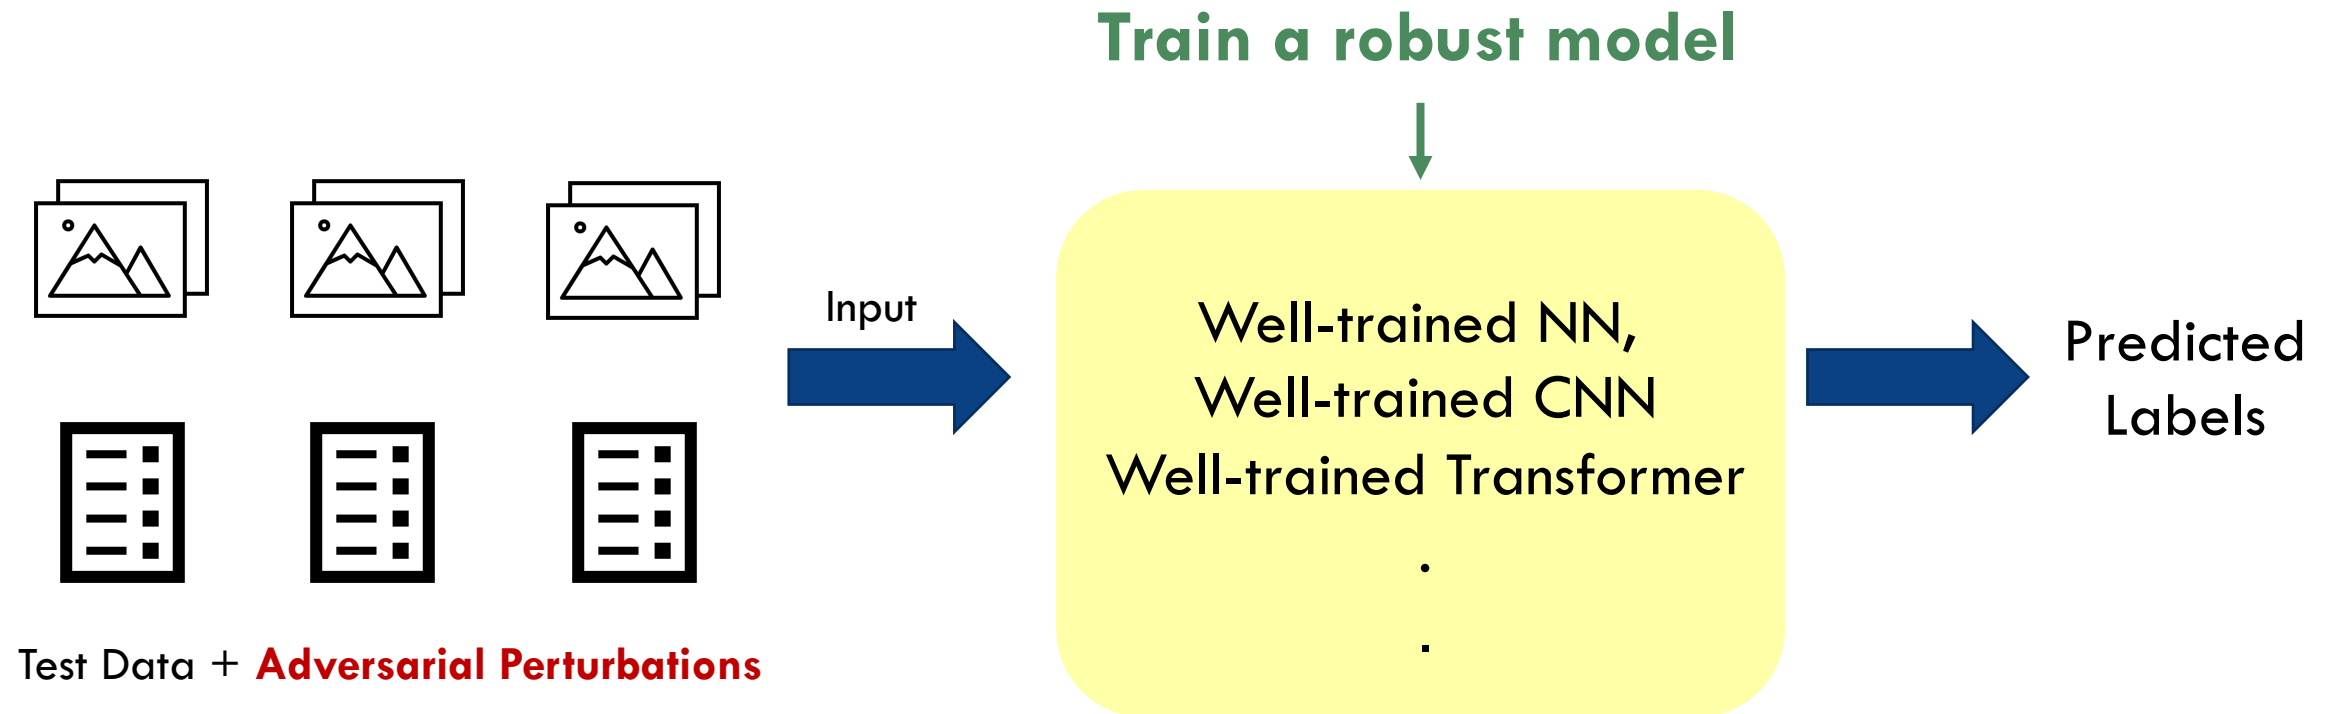 Train a robust model
Input
Well-trained NN,
Well-trained CNN
Well-trained Transformer
.
.
Predicted
Labels
Test Data + Adversarial Perturbations